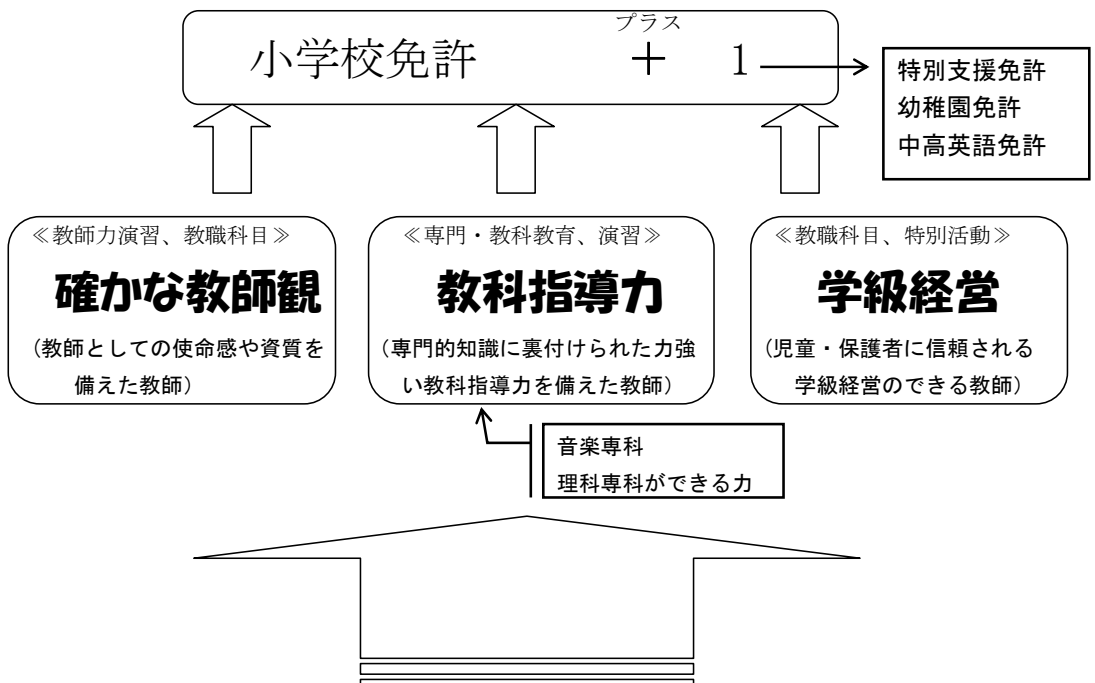 プラス
小学校免許 ＋ 1
特別支援免許
幼稚園免許
中高英語免許
≪教師力演習、教職科目≫
確かな教師観
(教師としての使命感や資質を
備えた教師)
≪専門・教科教育、演習≫
教科指導力
(専門的知識に裏付けられた力強
い教科指導力を備えた教師)
≪教職科目、特別活動≫
学級経営
(児童・保護者に信頼される
学級経営のできる教師)
音楽専科
理科専科ができる力